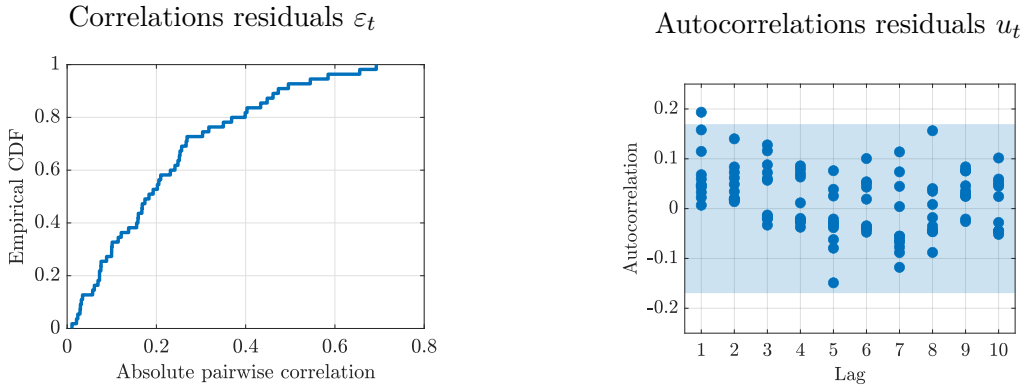 Correlations residuals εt
1
0.8
0.6
0.4
0.2
0
Empirical CDF
0 0.2 0.4 0.6 0.8
Absolute pairwise correlation
Autocorrelations residuals ut
0.2
0.1
0
-0.1
-0.2
Autocorrelation
1 2 3 4 5 6 7 8 9 10
Lag